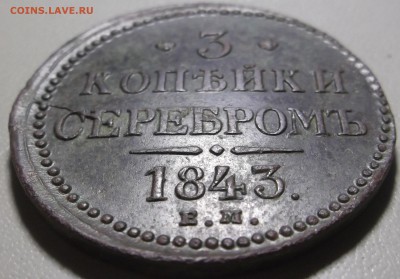 COINS.LAVE.RU
· 3 ·
КОПѢЙКИ
СЕРЕБРОМЪ
1843.
Е.М.